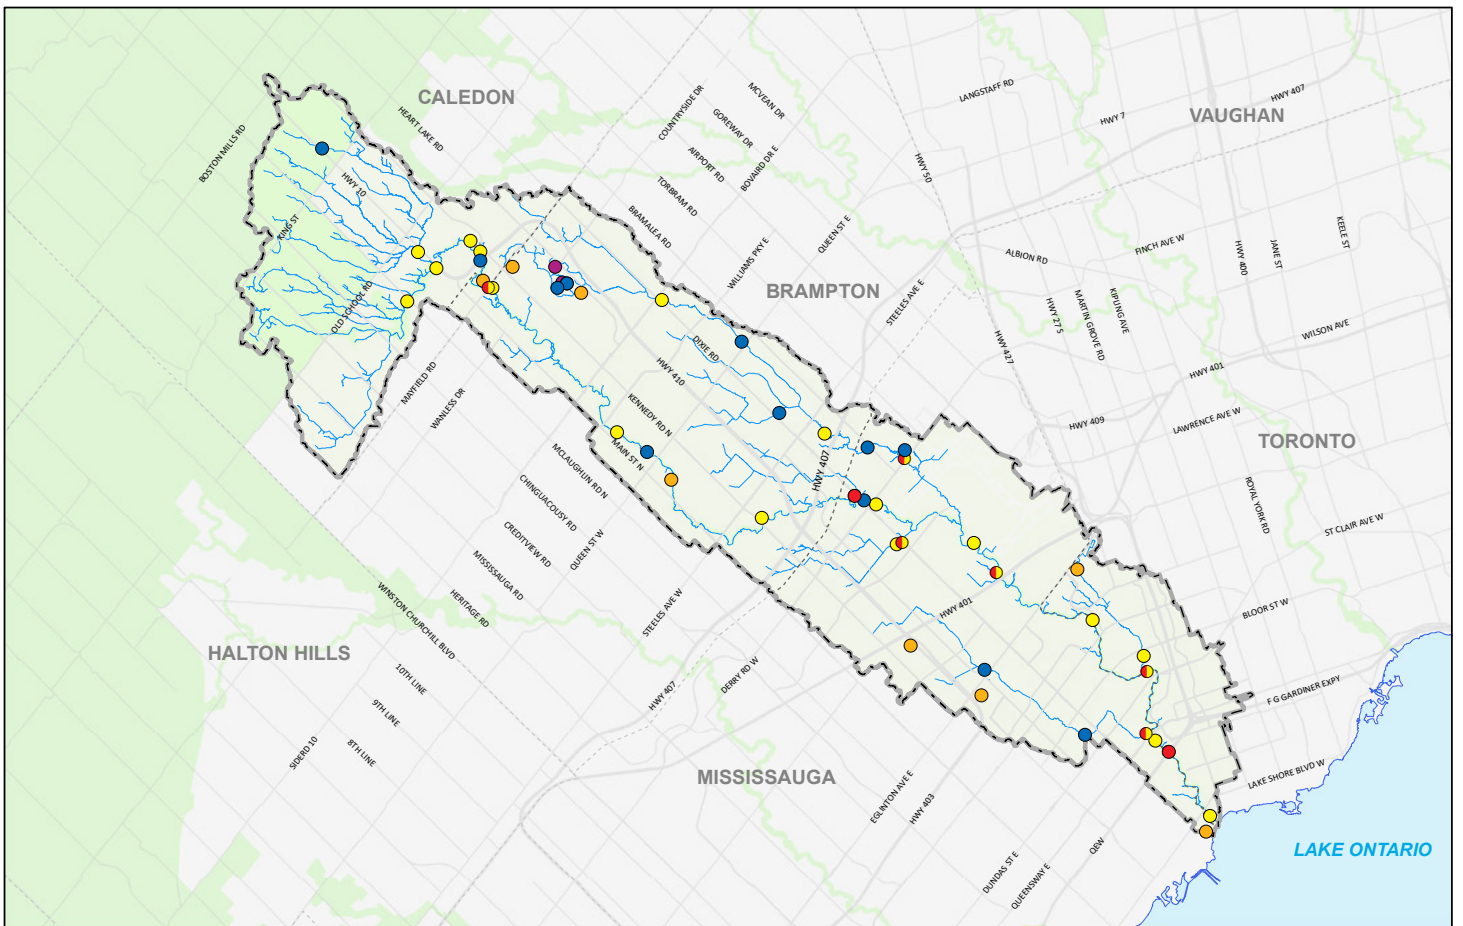 CALEDON
HEART LAKE RD
BOSTON MILLS RD
HWY 10
KING ST
OLD SCHOOL RD
MAYFIELD RD
WANLESS DR
COUNTRYSIDE DR
MCVEAN DR
GOREWAY DR
AIRPORT RD
BOVAIRD DR E
TORBRAM RD
BRAMALEA RD
WILLIAMS PKY E
QUEEN ST E
BRAMPTON
STEELES AVE E
HWY 50
LANGSTAFF RD
HWY 7
VAUGHAN
HWY 407
ALBION RD
FINCH AVE W
HWY 400
JANE ST
KEELE ST
HWY 27 S
MARTIN GROVE RD
KIPLING AVE
HWY 427
WILSON AVE
HWY 401
HWY 409
LAWRENCE AVE W
TORONTO
ROYAL YORK RD
ST CLAIR AVE W
DIXIE RD
HWY 410
KENNEDY RD N
MAIN ST N
MCLAUGHLIN RD N
CHINGUACOUSY RD
CREDITVIEW RD
QUEEN ST W
MISSISSAUGA RD
HERITAGE RD
WINSTON CHURCHILL BLVD
HWY 407
STEELES AVE W
HALTON HILLS
10TH LINE
9TH LINE
8TH LINE
SIDERD 10
HWY 407
DERRY RD W
HWY 401
BLOOR ST W
F G GARDINER EXPY
LAKE SHORE BLVD W
MISSISSAUGA
EGLINTON AVE E
HWY 403
DUNDAS ST E
QUEENSWAY E
QEW
LAKE ONTARIO